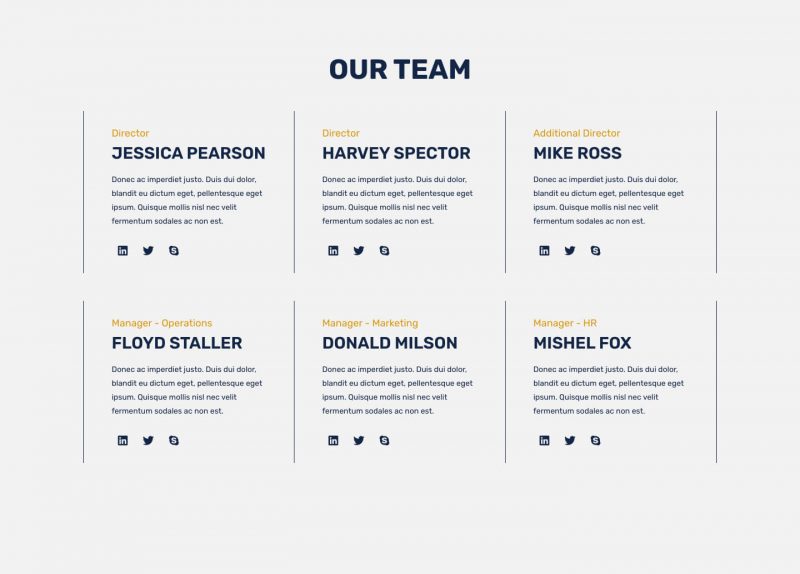 OUR TEAM
Director
JESSICA PEARSON
Donec ac imperdiet justo. Duis dui dolor,
blandit eu dictum eget, pellentesque eget
ipsum. Quisque mollis nisl nec velit
fermentum sodales ac non est.
Director
HARVEY SPECTOR
Donec ac imperdiet justo. Duis dui dolor,
blandit eu dictum eget, pellentesque eget
ipsum. Quisque mollis nisl nec velit
fermentum sodales ac non est.
Additional Director
MIKE ROSS
Donec ac imperdiet justo. Duis dui dolor,
blandit eu dictum eget, pellentesque eget
ipsum. Quisque mollis nisl nec velit
fermentum sodales ac non est.
Manager - Operations
FLOYD STALLER
Donec ac imperdiet justo. Duis dui dolor,
blandit eu dictum eget, pellentesque eget
ipsum. Quisque mollis nisl nec velit
fermentum sodales ac non est.
Manager - Marketing
DONALD MILSON
Donec ac imperdiet justo. Duis dui dolor,
blandit eu dictum eget, pellentesque eget
ipsum. Quisque mollis nisl nec velit
fermentum sodales ac non est.
Manager - HR
MISHEL FOX
Donec ac imperdiet justo. Duis dui dolor,
blandit eu dictum eget, pellentesque eget
ipsum. Quisque mollis nisl nec velit
fermentum sodales ac non est.